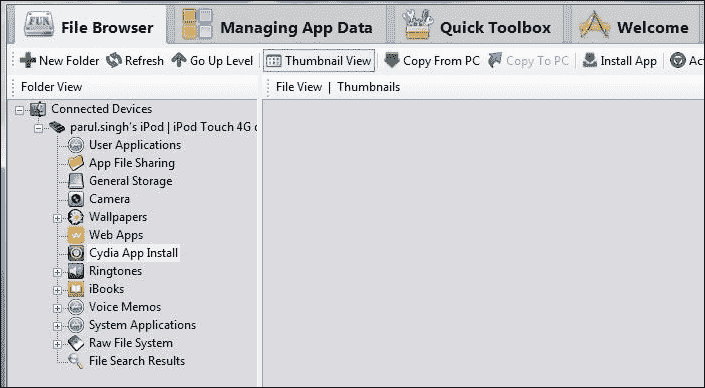 FUN File Browser Managing App Data Quick Toolbox Welcome
New Folder Refresh Go Up Level Thumbnail View Copy From PC Copy To PC Install App Ac
Folder View File View | Thumbnails
Connected Devices
parul.singh's iPod | iPod Touch 4G c
User Applications
App File Sharing
General Storage
Camera
Wallpapers
Web Apps
Cydia App Install
Ringtones
iBooks
Voice Memos
System Applications
Raw File System
File Search Results